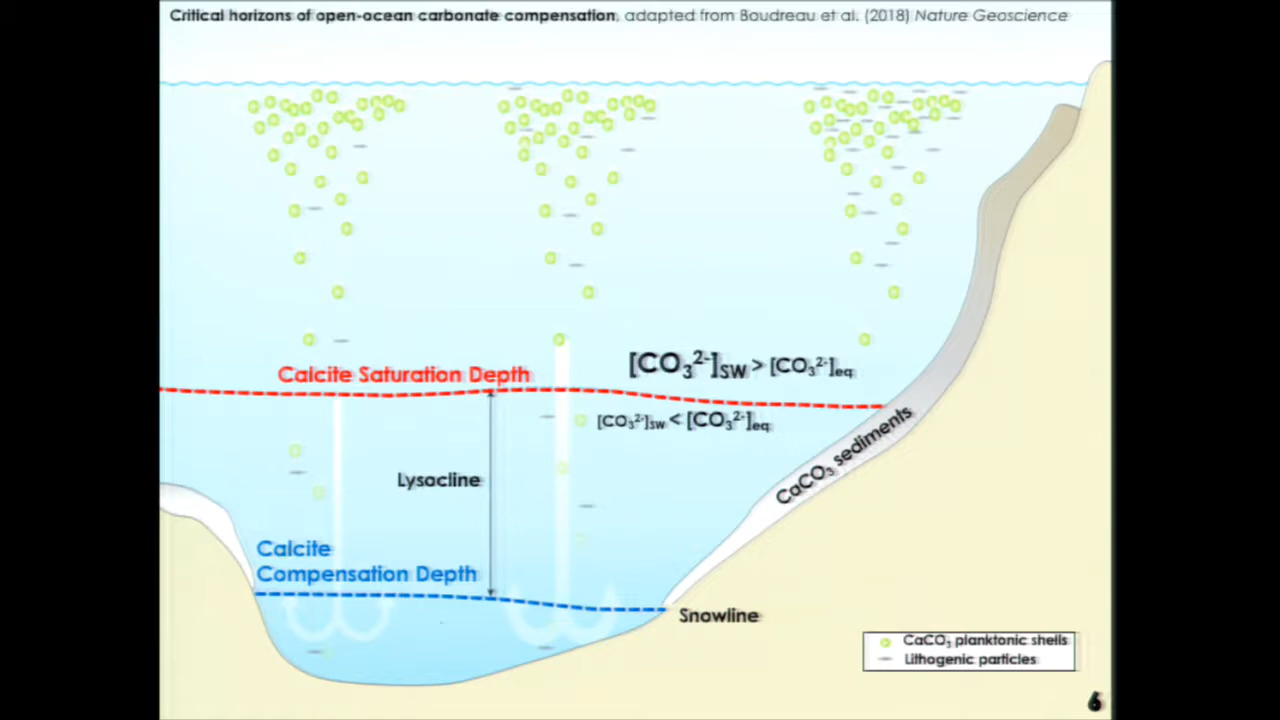 Critical horizons of open-ocean carbonate compensation, adapted from Boudreau et al. (2018) Nature Geoscience
[CO₃²⁻]SW > [CO₃²⁻]eq
Calcite Saturation Depth
[CO₃²⁻]SW < [CO₃²⁻]eq
CaCO₃ sediments
Lysocline
Calcite
Compensation Depth
Snowline
CaCO₃ planktonic shells
Lithogenic particles
6